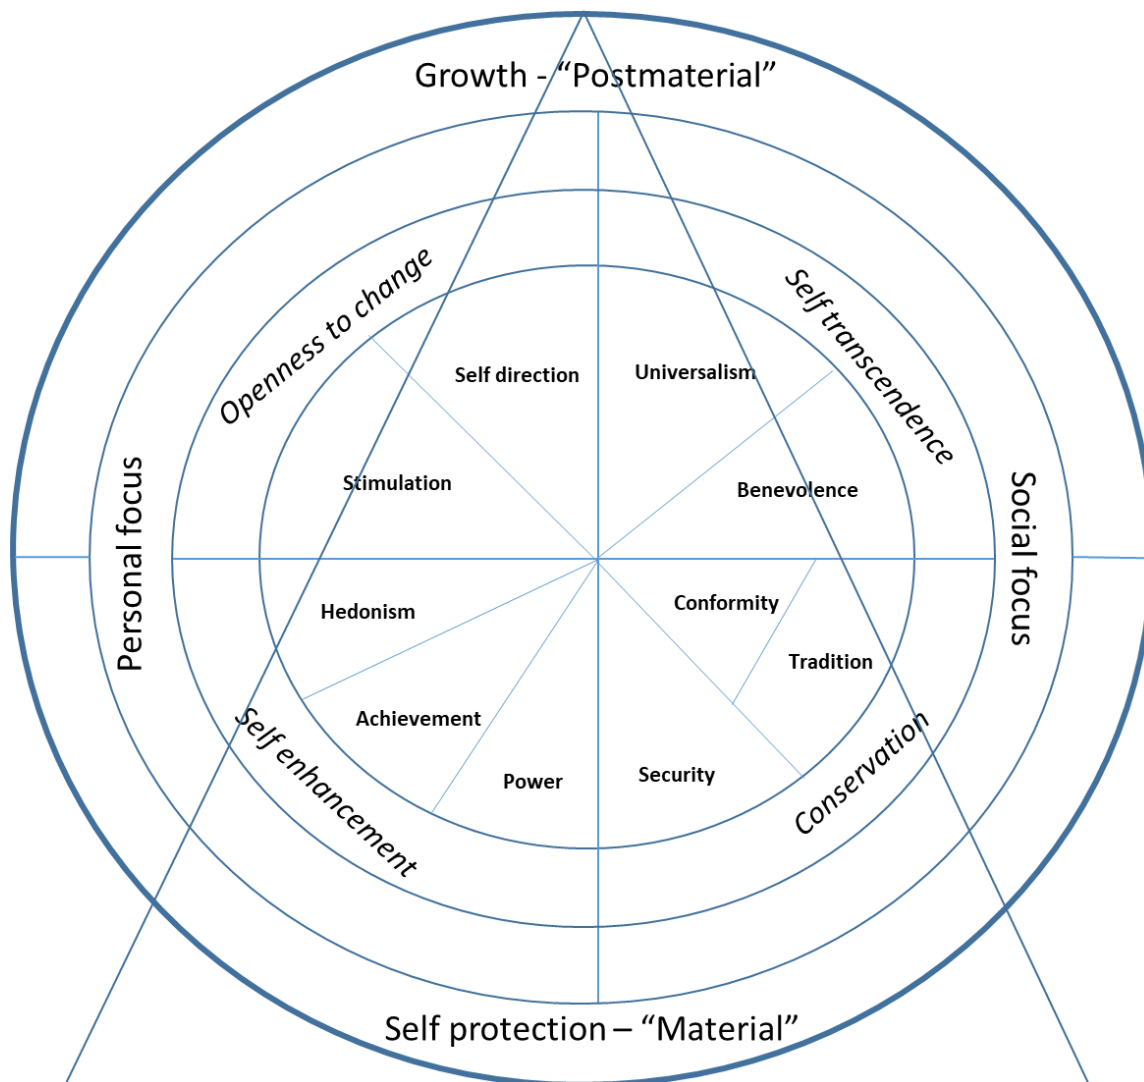 Growth - “Postmaterial”
Openness to change
Self transcendence
Self direction
Universalism
Stimulation
Benevolence
Personal focus
Social focus
Hedonism
Conformity
Tradition
Achievement
Power
Security
Self enhancement
Conservation
Self protection – “Material”